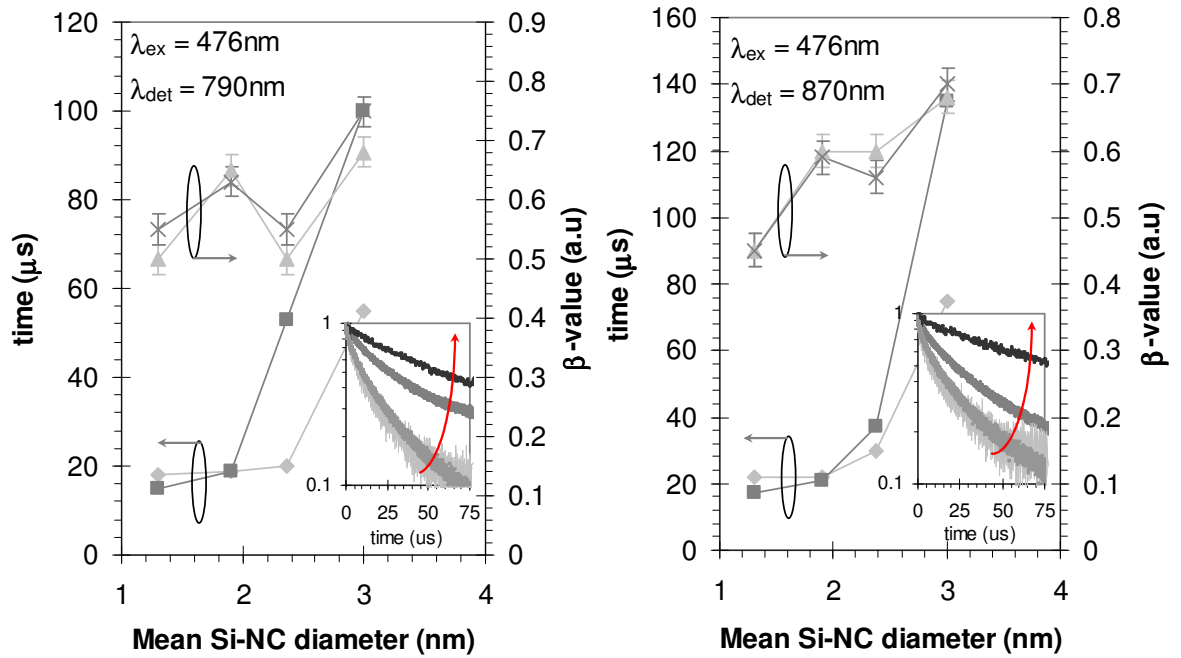 λex = 476nm
λdet = 790nm
120
100
80
60
40
20
0
time (μs)
0.9
0.8
0.7
0.6
0.5
0.4
0.3
0.2
0.1
0
β-value (a.u)
1
0.1
0 25 50 75
time (us)
1 2 3 4
Mean Si-NC diameter (nm)
λex = 476nm
λdet = 870nm
160
140
120
100
80
60
40
20
0
time (μs)
0.8
0.7
0.6
0.5
0.4
0.3
0.2
0.1
0
β-value (a.u)
1
0.1
0 25 50 75
time (us)
1 2 3 4
Mean Si-NC diameter (nm)